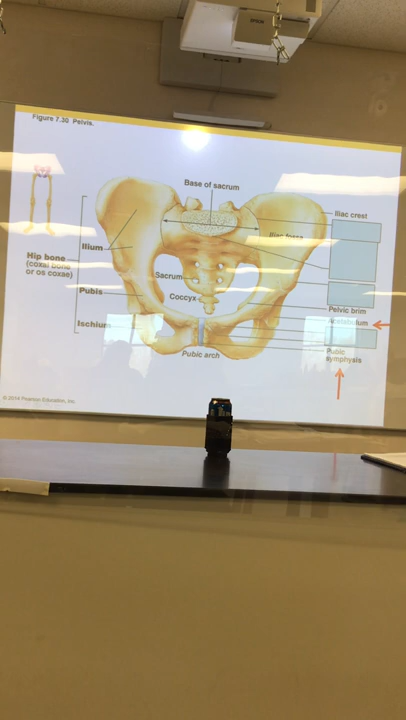 Figure 7.30 Pelvis.
Base of sacrum
Iliac crest
Iliac fossa
Ilium
Hip bone
(coxal bone
or os coxae)
Sacrum
Coccyx
Pubis
Pelvic brim
Acetabulum
Ischium
Pubic
symphysis
Pubic arch
© 2014 Pearson Education, Inc.
EPSON